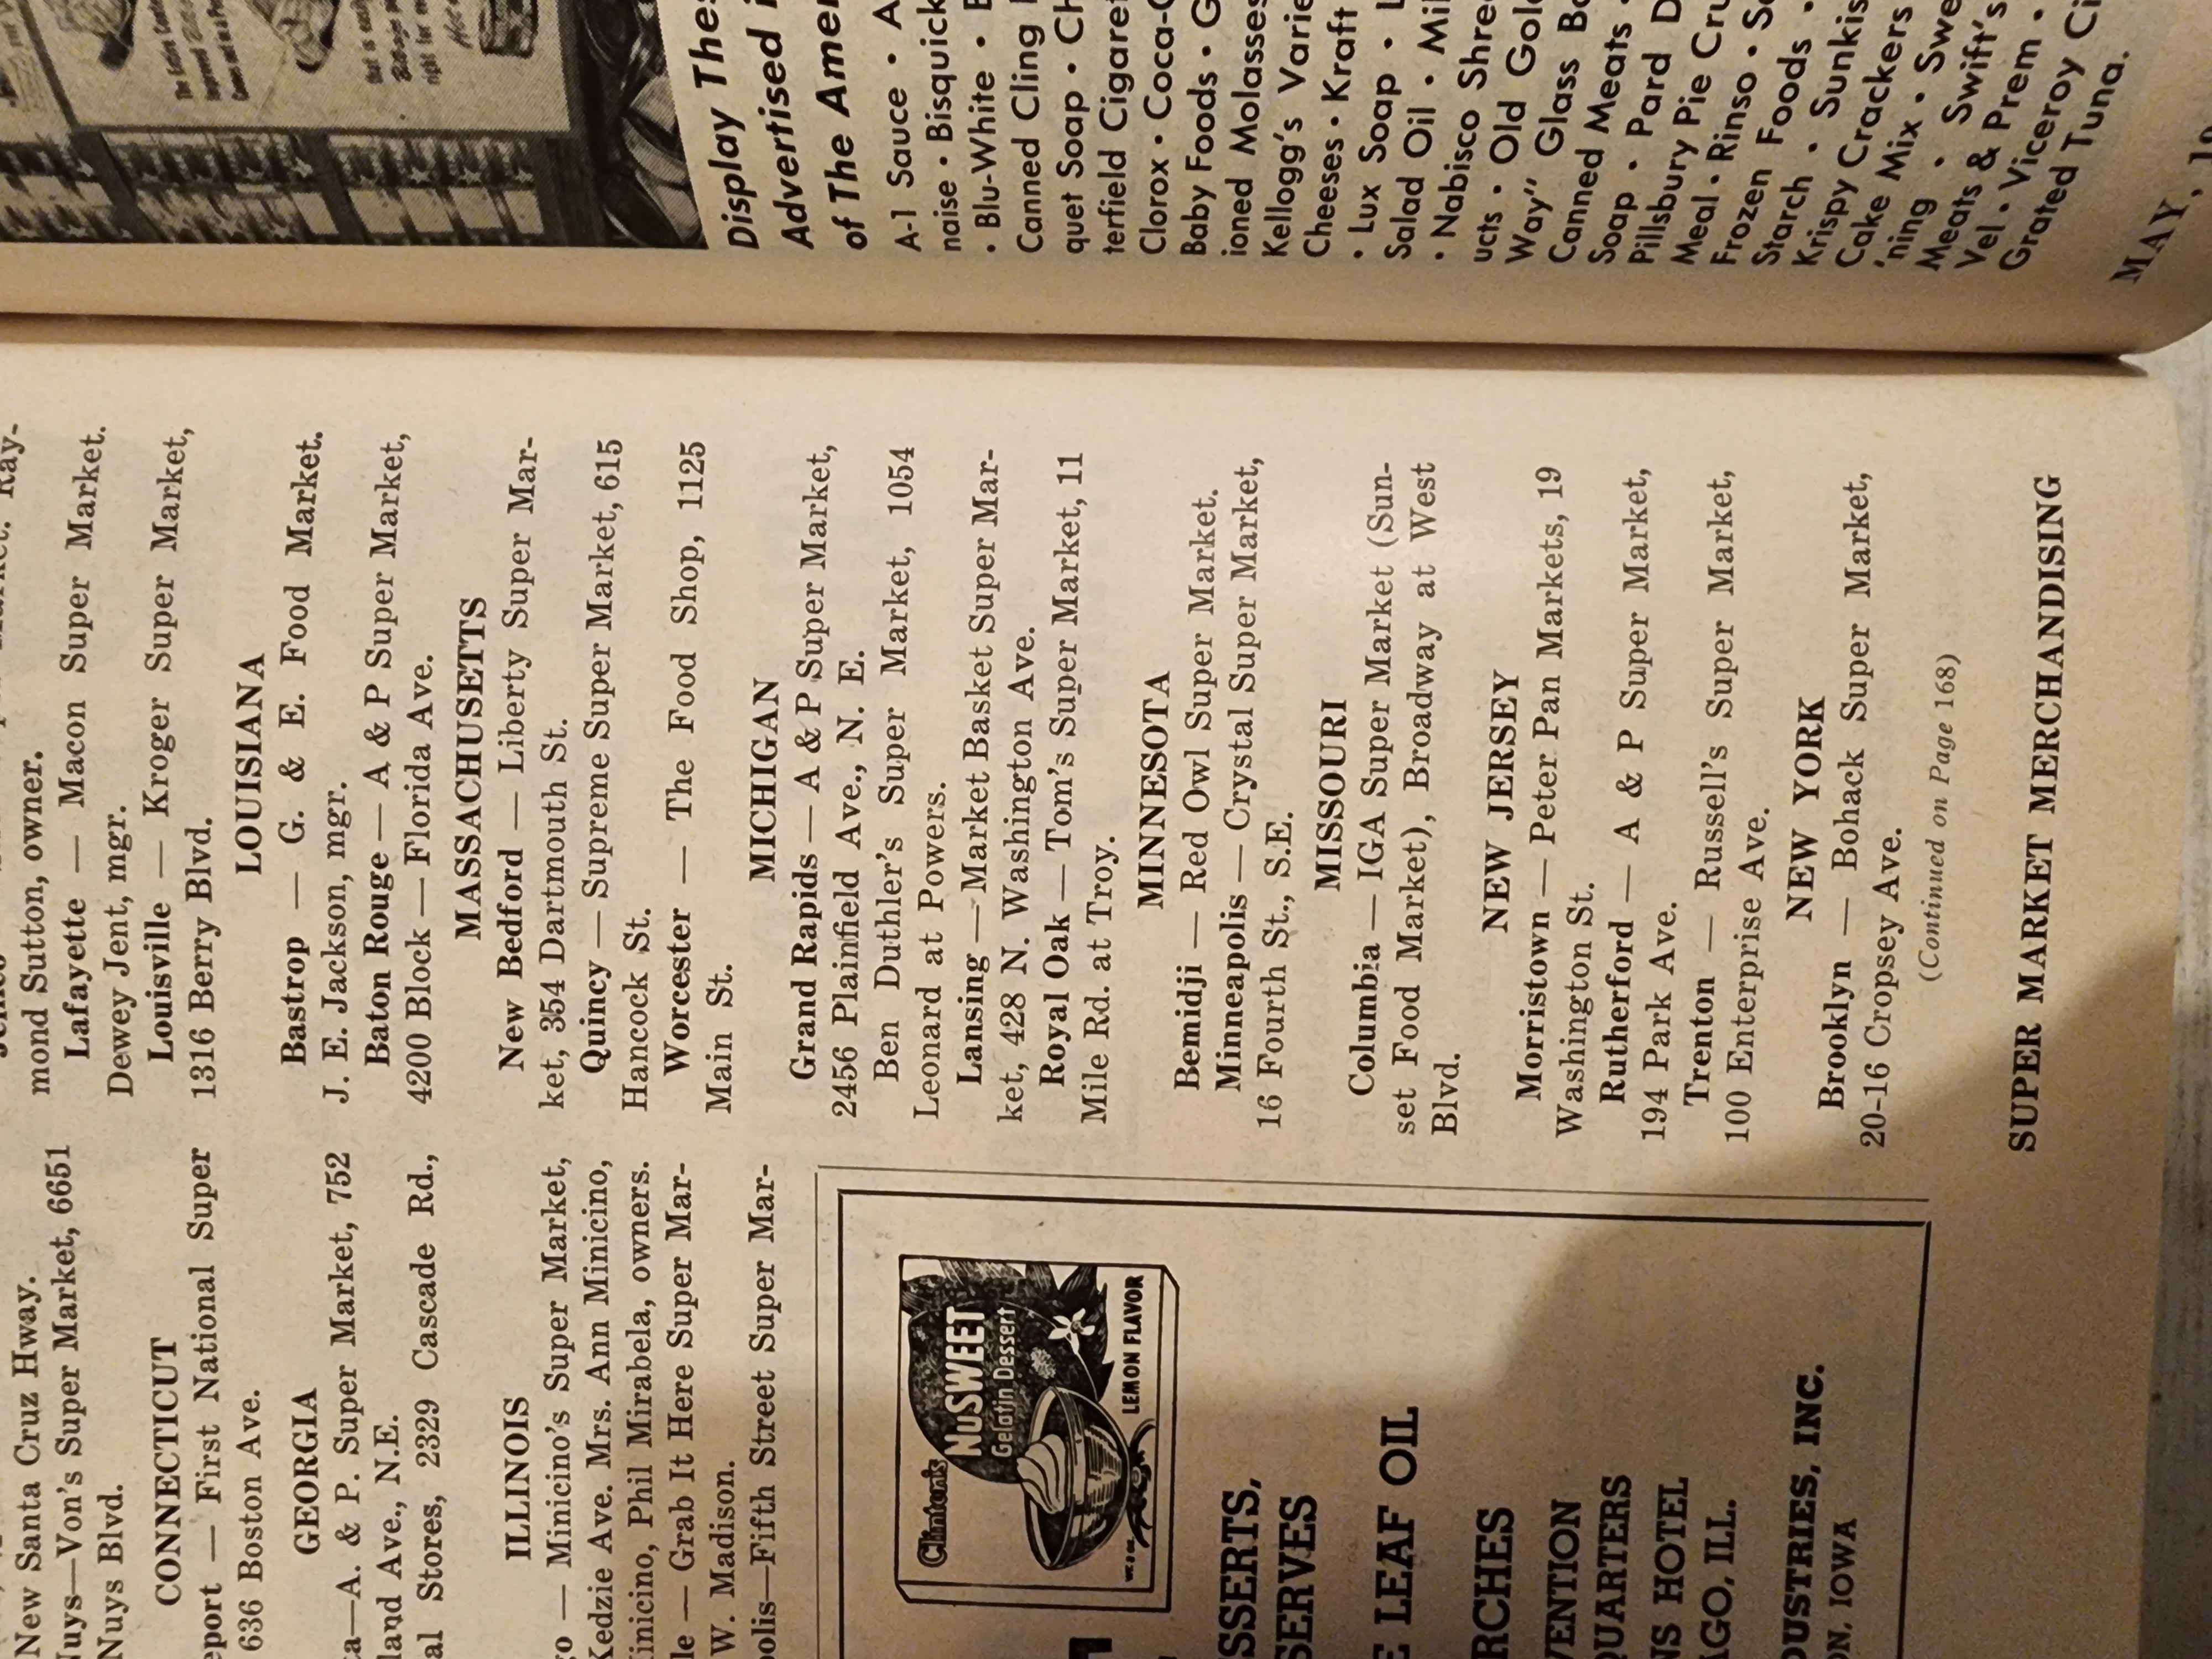 New Santa Cruz Hway.
Nuys—Von's Super Market, 6651
Nuys Blvd.
CONNECTICUT
eport — First National Super
636 Boston Ave.
GEORGIA
ta—A. & P. Super Market, 752
land Ave., N.E.
al Stores, 2329 Cascade Rd.,
ILLINOIS
go — Minicino's Super Market,
Kedzie Ave. Mrs. Ann Minicino,
Minicino, Phil Mirabela, owners.
le — Grab It Here Super Mar-
W. Madison.
polis—Fifth Street Super Mar-
Clinton's
NuSWEET
Gelatin Dessert
LEMON FLAVOR
SSERTS,
SERVES
E LEAF OIL
RCHES
VENTION
QUARTERS
NS HOTEL
AGO, ILL.
DUSTRIES, INC.
ON, IOWA
mond Sutton, owner.
Lafayette — Macon Super Market.
Dewey Jent, mgr.
Louisville — Kroger Super Market,
1316 Berry Blvd.
LOUISIANA
Bastrop — G. & E. Food Market.
J. E. Jackson, mgr.
Baton Rouge — A & P Super Market,
4200 Block — Florida Ave.
MASSACHUSETTS
New Bedford — Liberty Super Mar-
ket, 354 Dartmouth St.
Quincy — Supreme Super Market, 615
Hancock St.
Worcester — The Food Shop, 1125
Main St.
MICHIGAN
Grand Rapids — A & P Super Market,
2456 Plainfield Ave., N. E.
Ben Duthler's Super Market, 1054
Leonard at Powers.
Lansing — Market Basket Super Mar-
ket, 428 N. Washington Ave.
Royal Oak — Tom's Super Market, 11
Mile Rd. at Troy.
MINNESOTA
Bemidji — Red Owl Super Market.
Minneapolis — Crystal Super Market,
16 Fourth St., S.E.
MISSOURI
Columbia — IGA Super Market (Sun-
set Food Market), Broadway at West
Blvd.
NEW JERSEY
Morristown — Peter Pan Markets, 19
Washington St.
Rutherford — A & P Super Market,
194 Park Ave.
Trenton — Russell's Super Market,
100 Enterprise Ave.
NEW YORK
Brooklyn — Bohack Super Market,
20-16 Cropsey Ave.
(Continued on Page 168)
SUPER MARKET MERCHANDISING
Display Thes
Advertised i
of The Amer
A-1 Sauce • A
naise • Bisquick
• Blu-White • B
Canned Cling
quet Soap • Ch
terfield Cigaret
Clorox • Coca-C
Baby Foods • G
ioned Molasses
Kellogg's Varie
Cheeses • Kraft
• Lux Soap • L
Salad Oil • Mil
• Nabisco Shre
ucts • Old Gol
Way" Glass Ba
Canned Meats •
Soap • Pard D
Pillsbury Pie Cru
Meal • Rinso • Sa
Frozen Foods •
Starch • Sunkis
Krispy Crackers
Cake Mix • Swe
'ning • Swift's
Meats & Prem •
Vel • Viceroy Ci
Grated Tuna.
MAY,